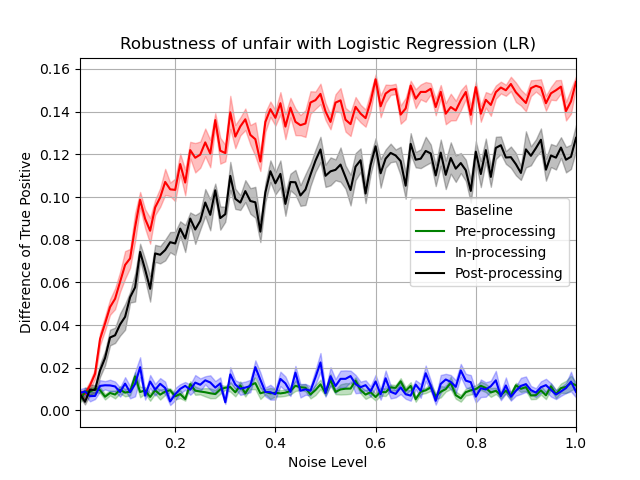 Robustness of unfair with Logistic Regression (LR)
0.16
0.14
0.12
0.10
0.08
0.06
0.04
0.02
0.00
Difference of True Positive
Baseline
Pre-processing
In-processing
Post-processing
0.2 0.4 0.6 0.8 1.0
Noise Level